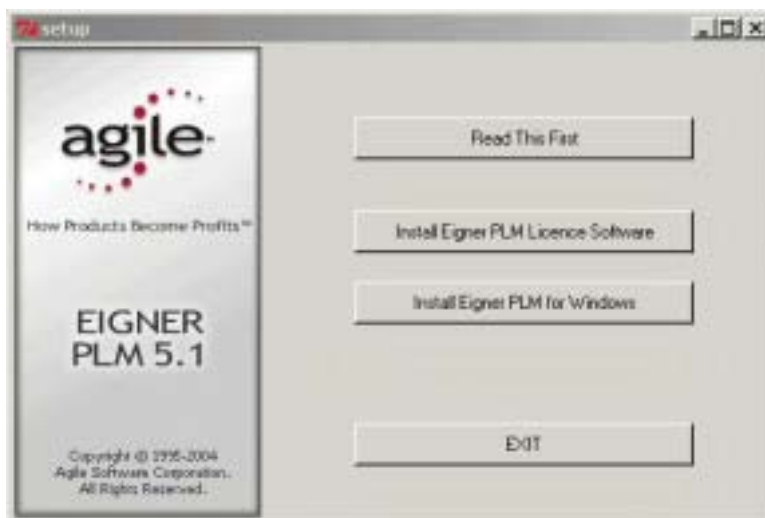 setup
agile™
How Products Become Profits™
EIGNER
PLM 5.1
Copyright © 1995-2004
Agile Software Corporation.
All Rights Reserved.
Read This First
Install Eigner PLM Licence Software
Install Eigner PLM for Windows
EXIT